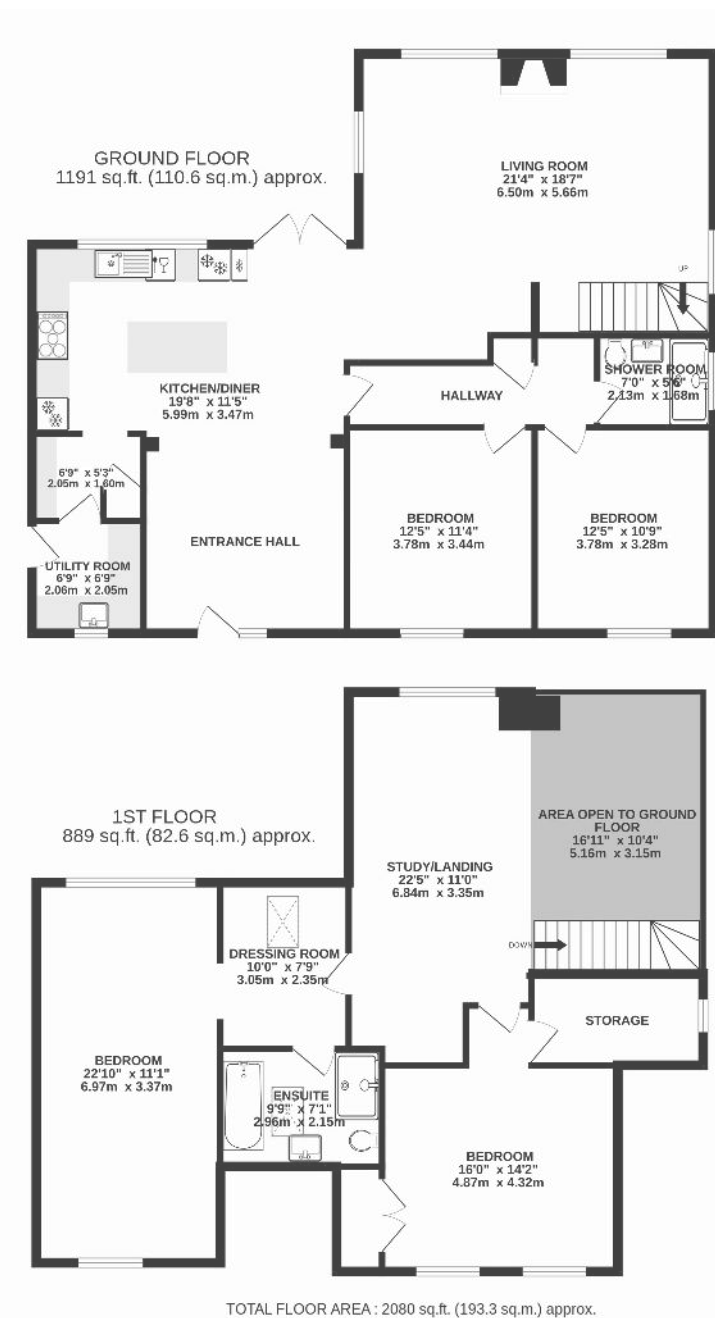 GROUND FLOOR
1191 sq.ft. (110.6 sq.m.) approx.
LIVING ROOM
21'4" x 18'7"
6.50m x 5.66m
UP
KITCHEN/DINER
19'8" x 11'5"
5.99m x 3.47m
HALLWAY
SHOWER ROOM
7'0" x 5'6"
2.13m x 1.68m
6'9" x 5'3"
2.05m x 1.60m
UTILITY ROOM
6'9" x 6'9"
2.06m x 2.05m
ENTRANCE HALL
BEDROOM
12'5" x 11'4"
3.78m x 3.44m
BEDROOM
12'5" x 10'9"
3.78m x 3.28m
1ST FLOOR
889 sq.ft. (82.6 sq.m.) approx.
AREA OPEN TO GROUND
FLOOR
16'11" x 10'4"
5.16m x 3.15m
STUDY/LANDING
22'5" x 11'0"
6.84m x 3.35m
DOWN
DRESSING ROOM
10'0" x 7'9"
3.05m x 2.35m
STORAGE
BEDROOM
22'10" x 11'1"
6.97m x 3.37m
ENSUITE
9'9" x 7'1"
2.96m x 2.15m
BEDROOM
16'0" x 14'2"
4.87m x 4.32m
TOTAL FLOOR AREA : 2080 sq.ft. (193.3 sq.m.) approx.